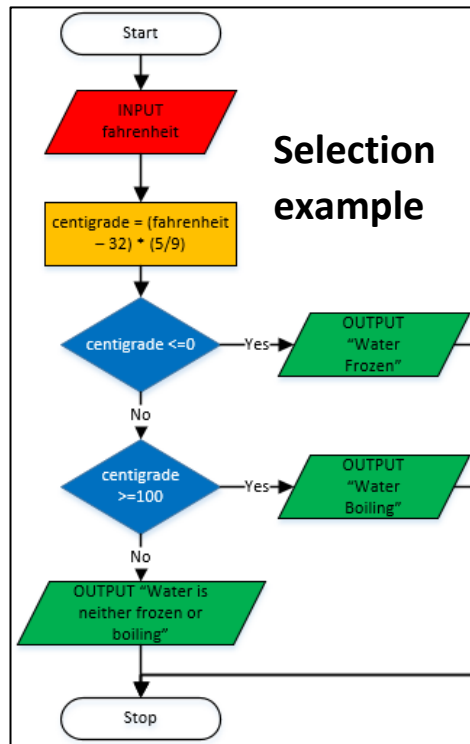 Start
INPUT
fahrenheit
Selection
example
centigrade = (fahrenheit
– 32) * (5/9)
centigrade <=0
Yes
OUTPUT
“Water
Frozen”
No
centigrade
>=100
Yes
OUTPUT
“Water
Boiling”
No
OUTPUT “Water is
neither frozen or
boiling”
Stop